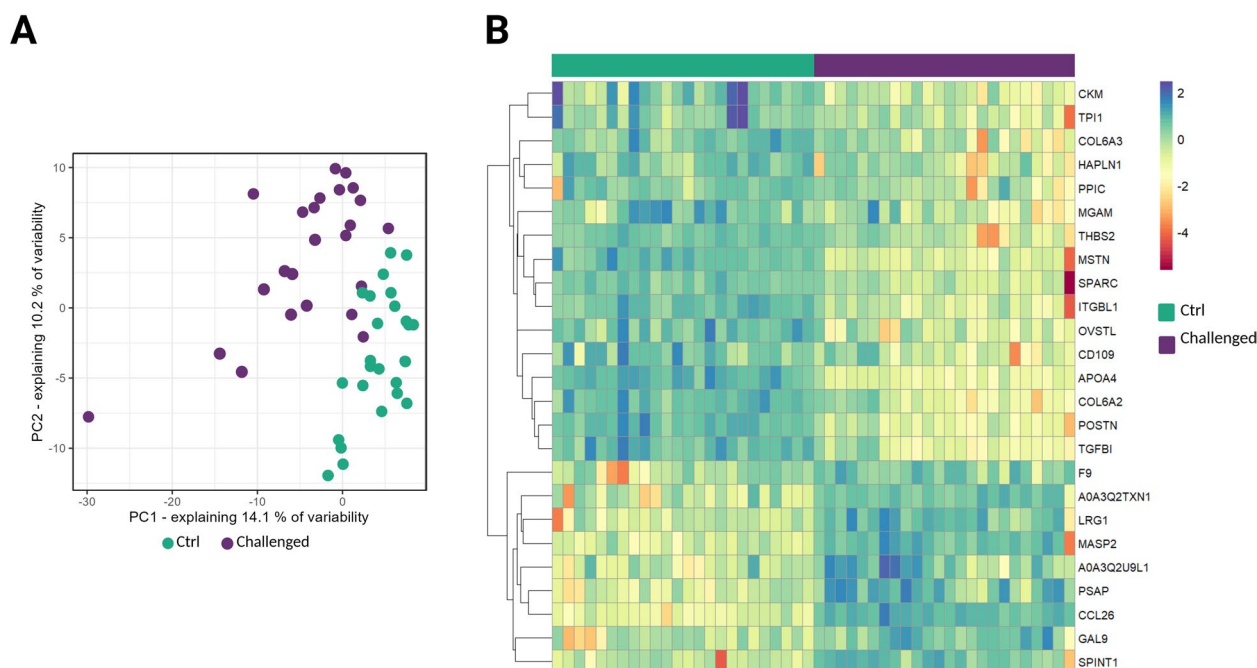 A
B
10
5
0
-5
-10
-30
-20
-10
0
PC2 - explaining 10.2 % of variability
PC1 - explaining 14.1 % of variability
Ctrl
Challenged
CKM
TPI1
COL6A3
HAPLN1
PPIC
MGAM
THBS2
MSTN
SPARC
ITGBL1
OVSTL
CD109
APOA4
COL6A2
POSTN
TGFBI
F9
A0A3Q2TXN1
LRG1
MASP2
A0A3Q2U9L1
PSAP
CCL26
GAL9
SPINT1
2
0
-2
-4
Ctrl
Challenged